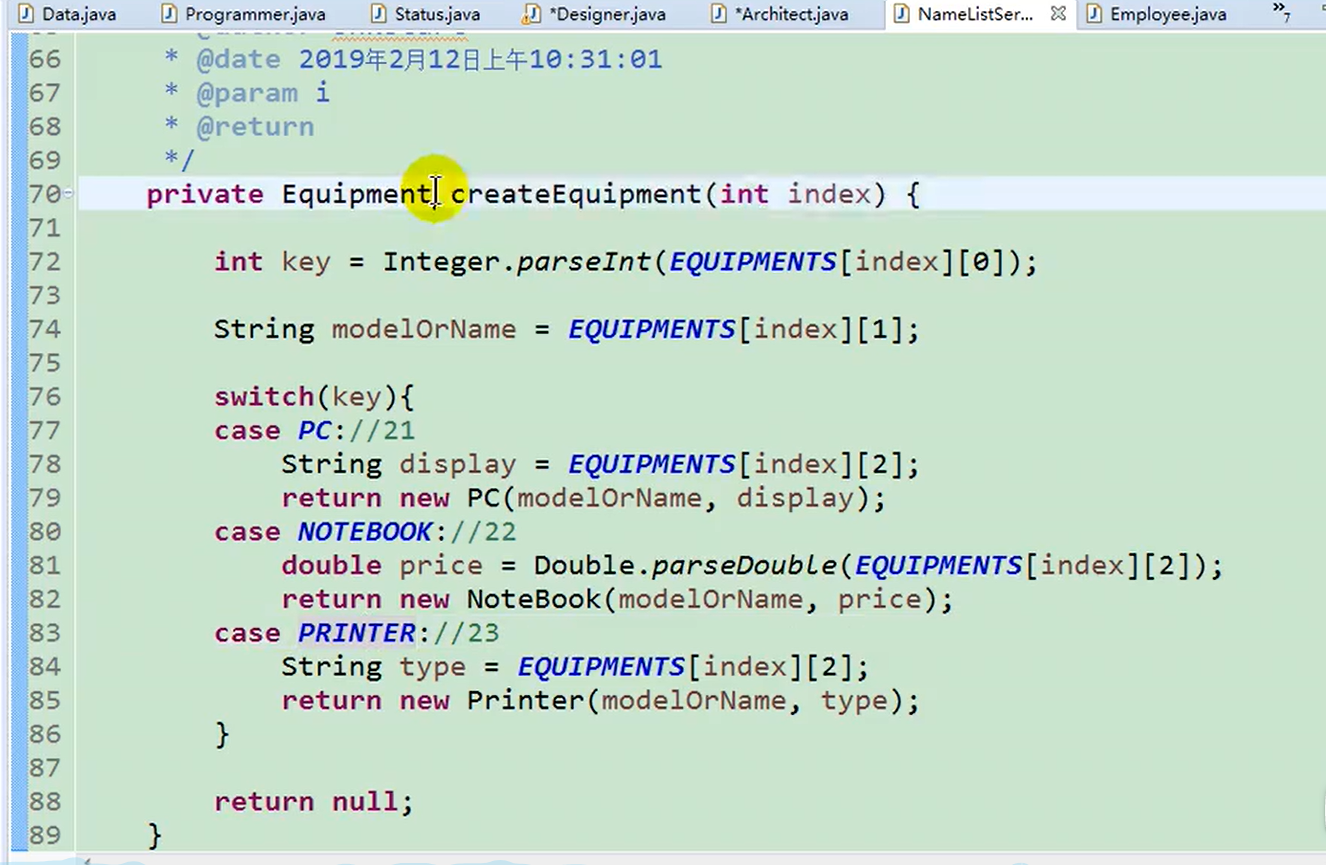 Data.java Programmer.java Status.java *Designer.java *Architect.java NameListSer... Employee.java »7
66 * @date 2019年2月12日上午10:31:01
67 * @param i
68 * @return
69 */
70 private Equipment createEquipment(int index) {
71
72 int key = Integer.parseInt(EQUIPMENTS[index][0]);
73
74 String modelOrName = EQUIPMENTS[index][1];
75
76 switch(key){
77 case PC://21
78 String display = EQUIPMENTS[index][2];
79 return new PC(modelOrName, display);
80 case NOTEBOOK://22
81 double price = Double.parseDouble(EQUIPMENTS[index][2]);
82 return new NoteBook(modelOrName, price);
83 case PRINTER://23
84 String type = EQUIPMENTS[index][2];
85 return new Printer(modelOrName, type);
86 }
87
88 return null;
89 }